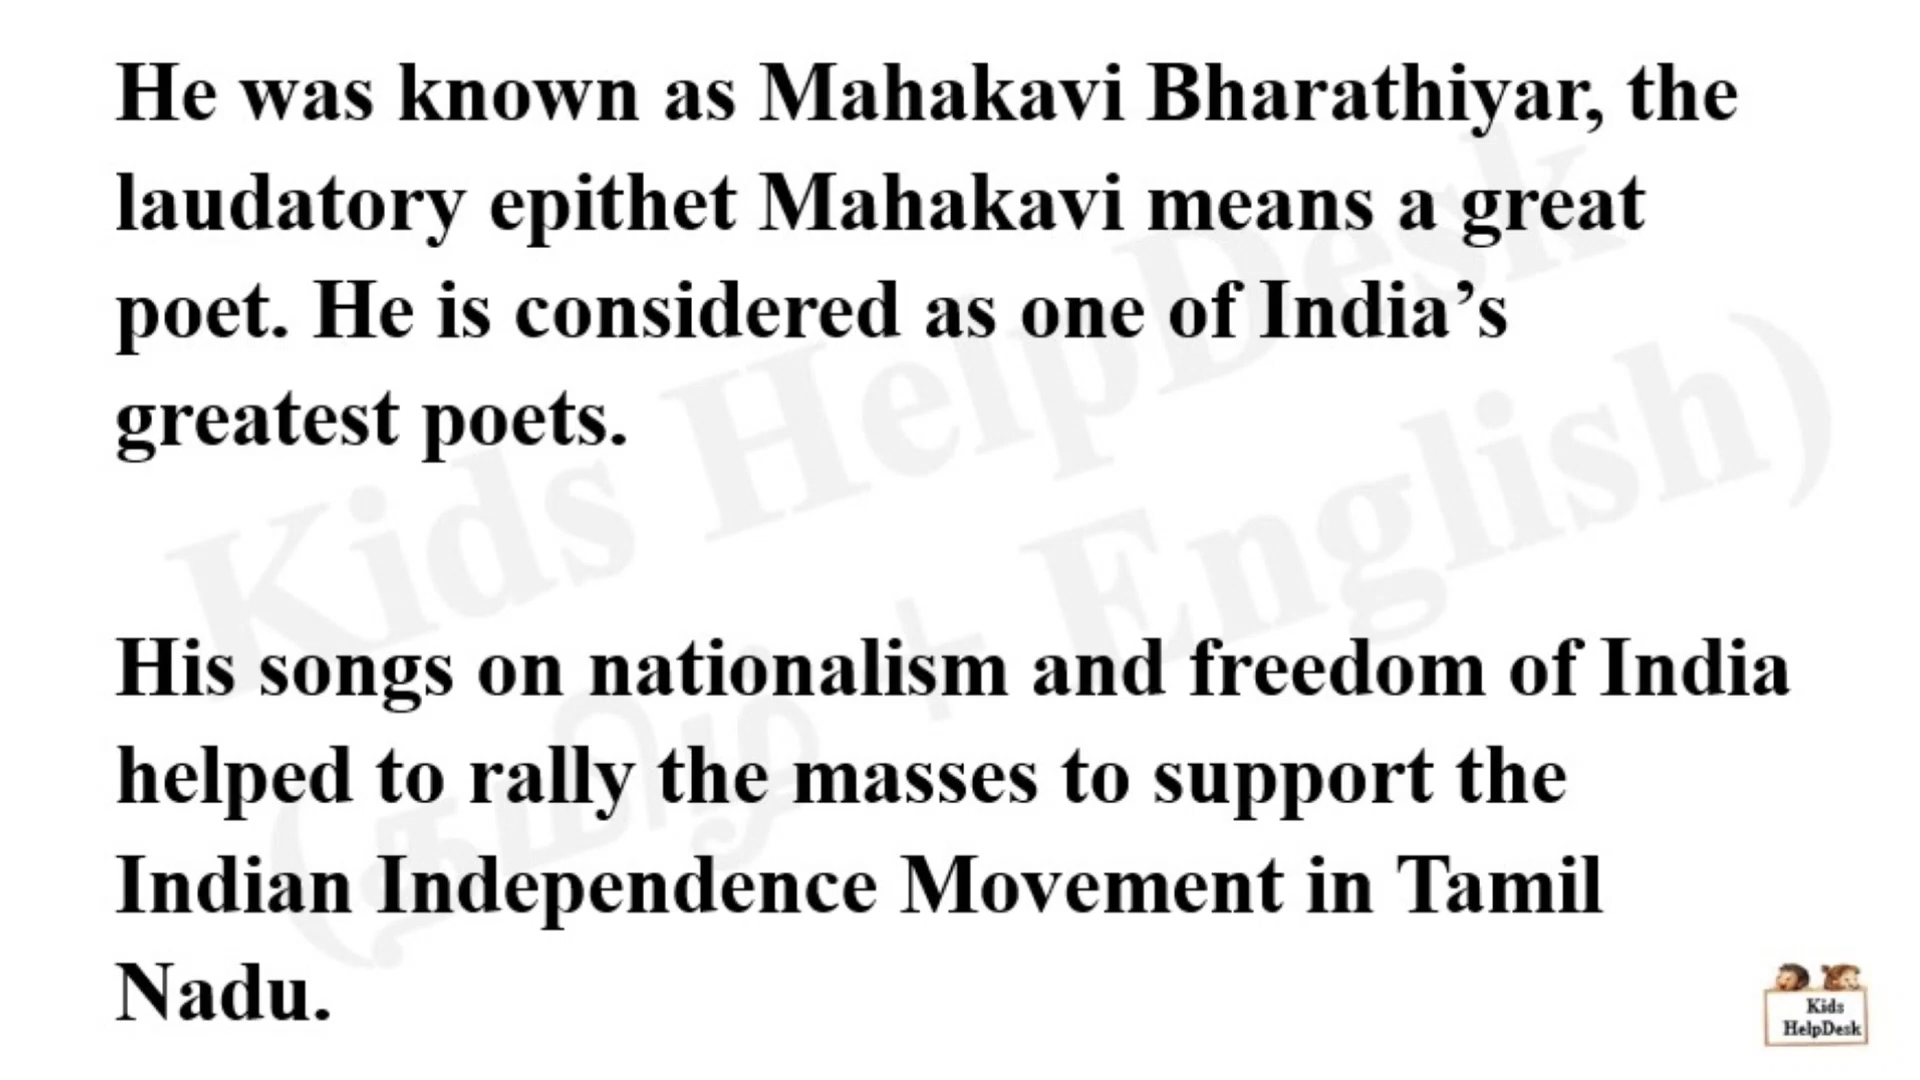 He was known as Mahakavi Bharathiyar, the
laudatory epithet Mahakavi means a great
poet. He is considered as one of India’s
greatest poets.
His songs on nationalism and freedom of India
helped to rally the masses to support the
Indian Independence Movement in Tamil
Nadu.
Kids HelpDesk
(தமிழ் + English)
Kids
HelpDesk